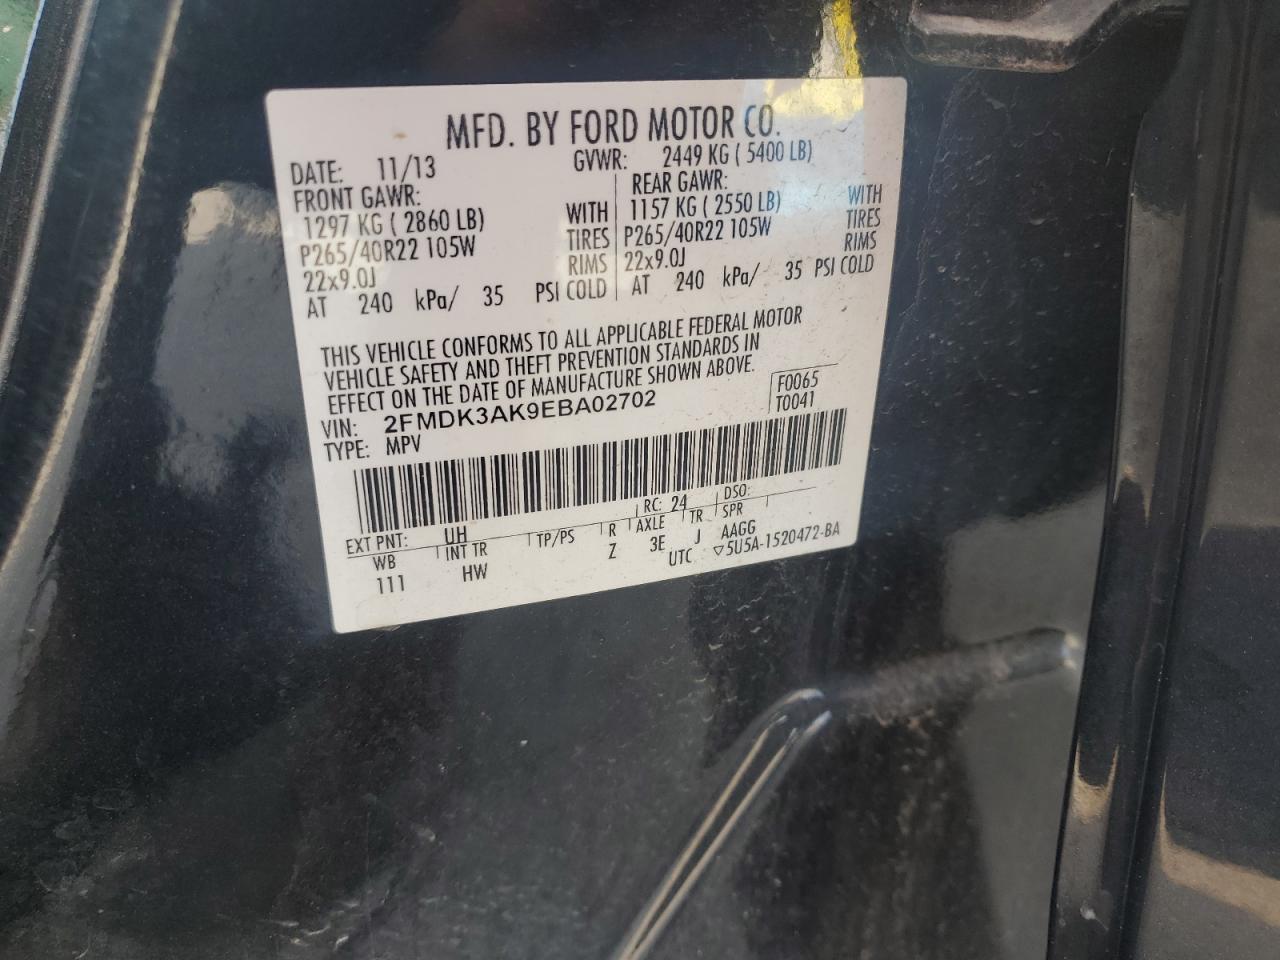 MFD. BY FORD MOTOR CO.
DATE: 11/13 GVWR: 2449 KG ( 5400 LB)
FRONT GAWR: REAR GAWR:
1297 KG ( 2860 LB) WITH 1157 KG ( 2550 LB) WITH
P265/40R22 105W TIRES P265/40R22 105W TIRES
22x9.0J RIMS 22x9.0J RIMS
AT 240 kPa/ 35 PSI COLD AT 240 kPa/ 35 PSI COLD
THIS VEHICLE CONFORMS TO ALL APPLICABLE FEDERAL MOTOR
VEHICLE SAFETY AND THEFT PREVENTION STANDARDS IN
EFFECT ON THE DATE OF MANUFACTURE SHOWN ABOVE.
VIN: 2FMDK3AK9EBA02702 F0065
TYPE: MPV T0041
EXT PNT: UH RC: 24 DSO:
WB INT TR TP/PS R AXLE TR SPR
111 HW Z 3E J AAGG
UTC ▽5U5A-1520472-BA